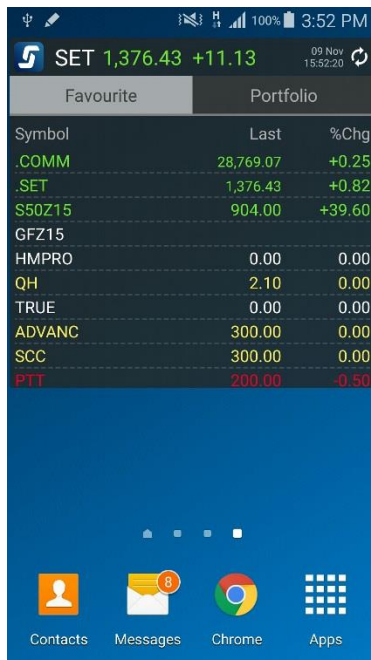 100% 3:52 PM
SET 1,376.43 +11.13 09 Nov 15:52:20
Favourite Portfolio
Symbol Last %Chg
.COMM 28,769.07 +0.25
.SET 1,376.43 +0.82
S50Z15 904.00 +39.60
GFZ15
HMPRO 0.00 0.00
QH 2.10 0.00
TRUE 0.00 0.00
ADVANC 300.00 0.00
SCC 300.00 0.00
PTT 200.00 -0.50
8
Contacts Messages Chrome Apps